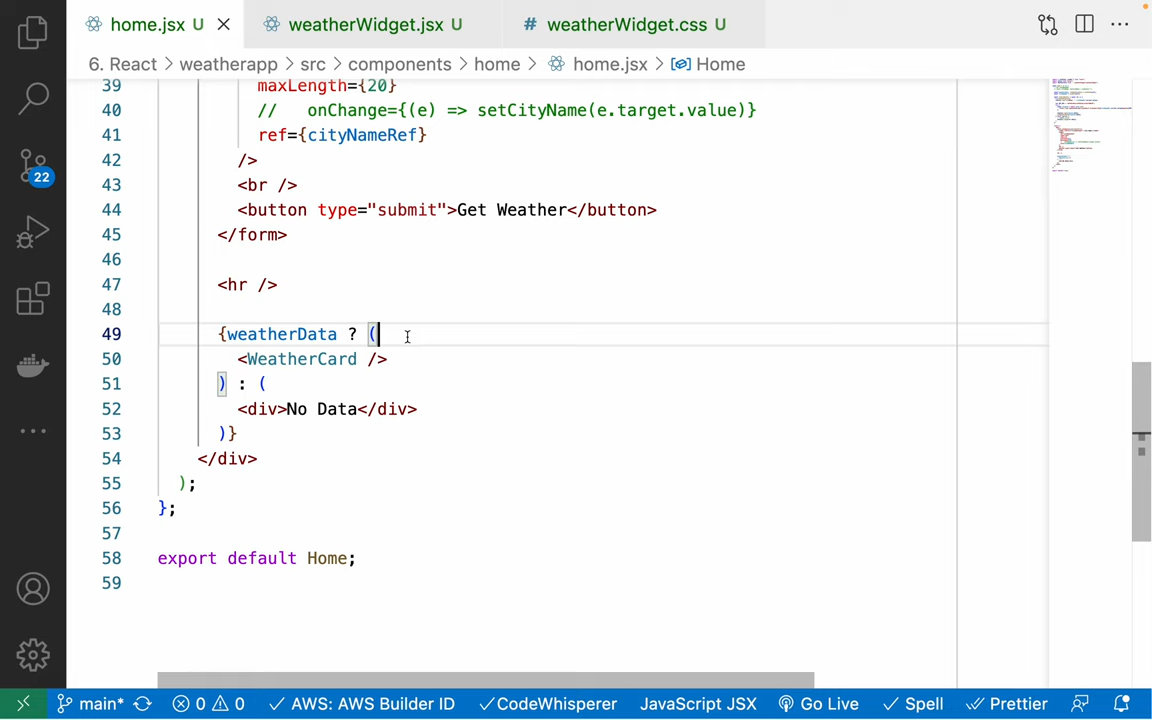 home.jsx U
weatherWidget.jsx U
# weatherWidget.css U
6. React > weatherapp > src > components > home > home.jsx > Home
39 maxLength={20}
40 // onChange={(e) => setCityName(e.target.value)}
41 ref={cityNameRef}
42 />
43 <br />
44 <button type="submit">Get Weather</button>
45 </form>
46
47 <hr />
48
49 {weatherData ? (
50 <WeatherCard />
51 ) : (
52 <div>No Data</div>
53 )}
54 </div>
55 );
56 };
57
58 export default Home;
59
22
main* 0 0 AWS: AWS Builder ID CodeWhisperer JavaScript JSX Go Live Spell Prettier